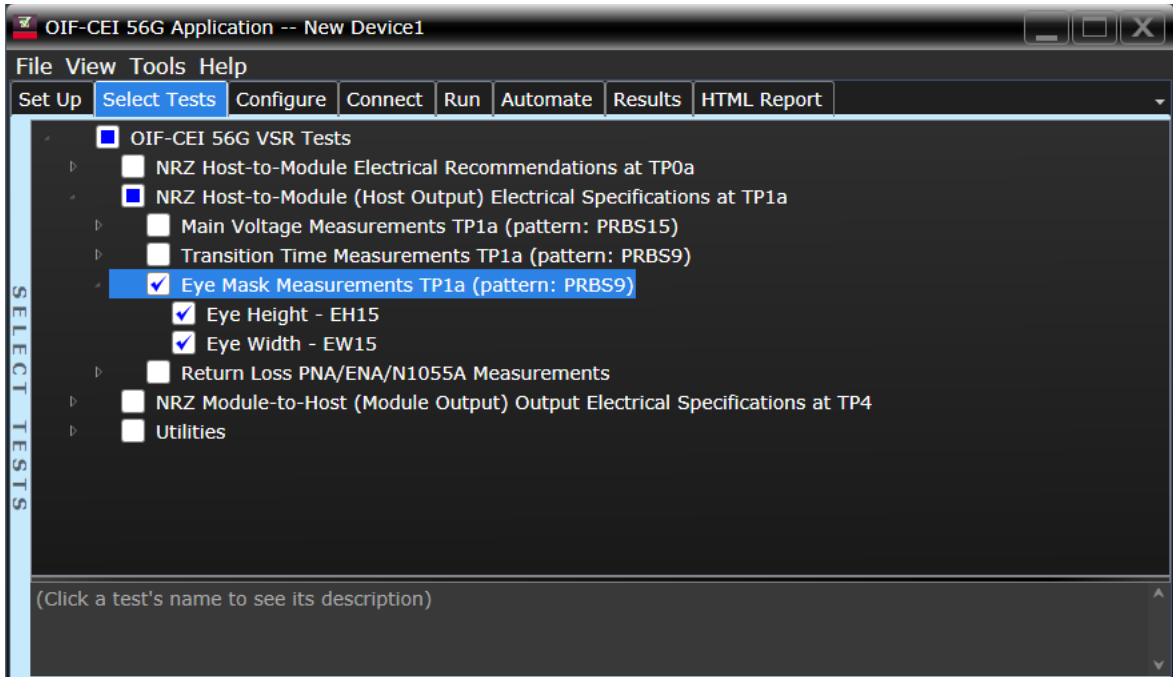 OIF-CEI 56G Application -- New Device1
File View Tools Help
Set Up Select Tests Configure Connect Run Automate Results HTML Report
OIF-CEI 56G VSR Tests
NRZ Host-to-Module Electrical Recommendations at TP0a
NRZ Host-to-Module (Host Output) Electrical Specifications at TP1a
Main Voltage Measurements TP1a (pattern: PRBS15)
Transition Time Measurements TP1a (pattern: PRBS9)
Eye Mask Measurements TP1a (pattern: PRBS9)
Eye Height - EH15
Eye Width - EW15
Return Loss PNA/ENA/N1055A Measurements
NRZ Module-to-Host (Module Output) Output Electrical Specifications at TP4
Utilities
SELECT TESTS
(Click a test's name to see its description)